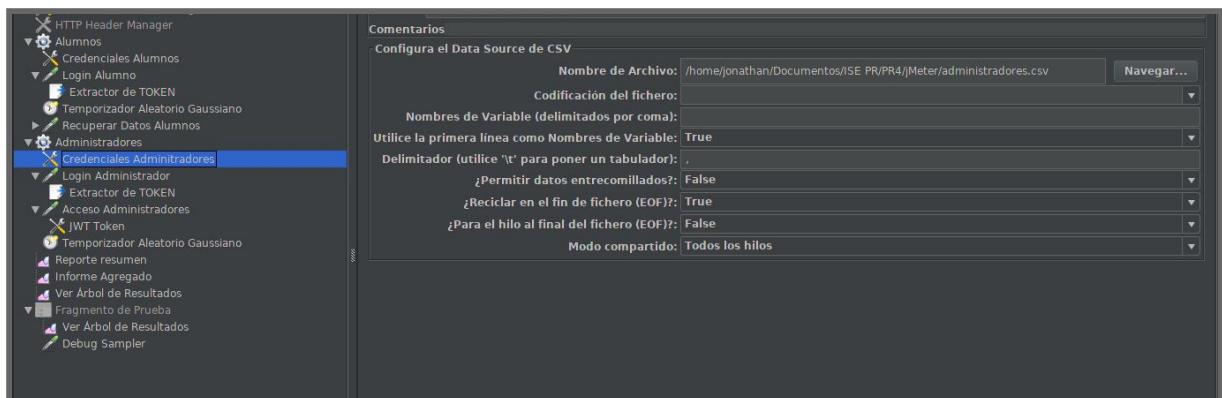 HTTP Header Manager
Alumnos
Credenciales Alumnos
Login Alumno
Extractor de TOKEN
Temporizador Aleatorio Gaussiano
Recuperar Datos Alumnos
Administradores
Credenciales Adminitradores
Login Administrador
Extractor de TOKEN
Acceso Administradores
JWT Token
Temporizador Aleatorio Gaussiano
Reporte resumen
Informe Agregado
Ver Árbol de Resultados
Fragmento de Prueba
Ver Árbol de Resultados
Debug Sampler
Comentarios
Configura el Data Source de CSV
Nombre de Archivo: /home/jonathan/Documentos/ISE PR/PR4/jMeter/administradores.csv Navegar...
Codificación del fichero:
Nombres de Variable (delimitados por coma):
Utilice la primera línea como Nombres de Variable: True
Delimitador (utilice '\t' para poner un tabulador): ,
¿Permitir datos entrecomillados?: False
¿Reciclar en el fin de fichero (EOF)?: True
¿Para el hilo al final del fichero (EOF)?: False
Modo compartido: Todos los hilos